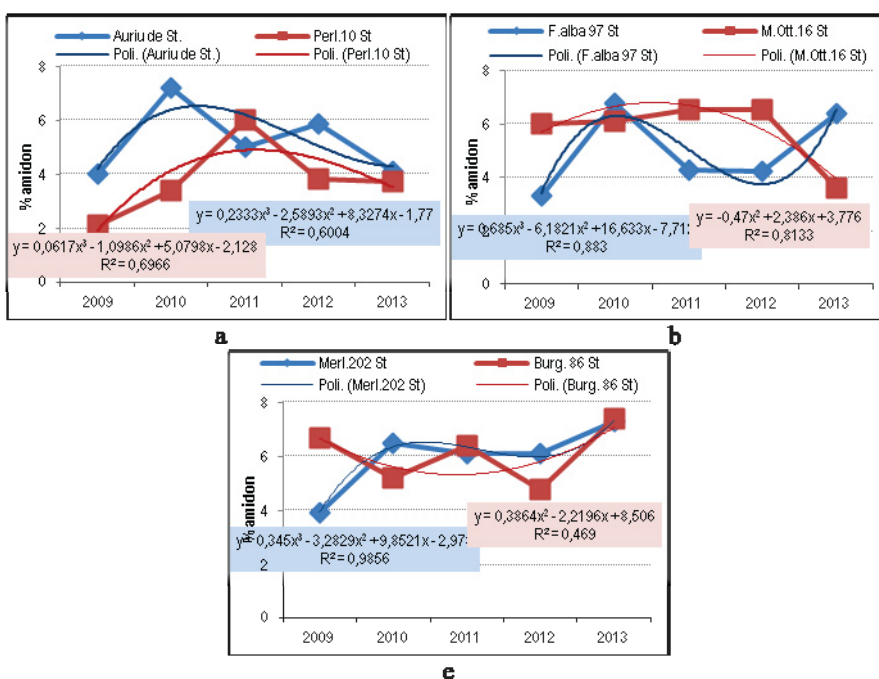 Auriu de St. Perl.10 St
Poli. (Auriu de St.) Poli. (Perl.10 St)
8
6
4
2
0
% amidon
y = 0,2333x³ - 2,5893x² + 8,3274x - 1,77
R² = 0,6004
y = 0,0617x³ - 1,0986x² + 5,0798x - 2,128
R² = 0,6966
2009 2010 2011 2012 2013
a
F.alba 97 St M.Ott.16 St
Poli. (F.alba 97 St) Poli. (M.Ott.16 St)
8
6
4
2
0
% amidon
y = -0,47x² + 2,386x + 3,776
R² = 0,8133
y = 0,685x³ - 6,1821x² + 16,633x - 7,712
R² = 0,883
2009 2010 2011 2012 2013
b
Merl.202 St Burg. 86 St
Poli. (Merl.202 St) Poli. (Burg. 86 St)
8
6
4
2
0
% amidon
y = 0,3864x² - 2,2196x + 8,506
R² = 0,469
y = 0,345x³ - 3,2829x² + 9,8521x - 2,97
R² = 0,9856
2009 2010 2011 2012 2013
c